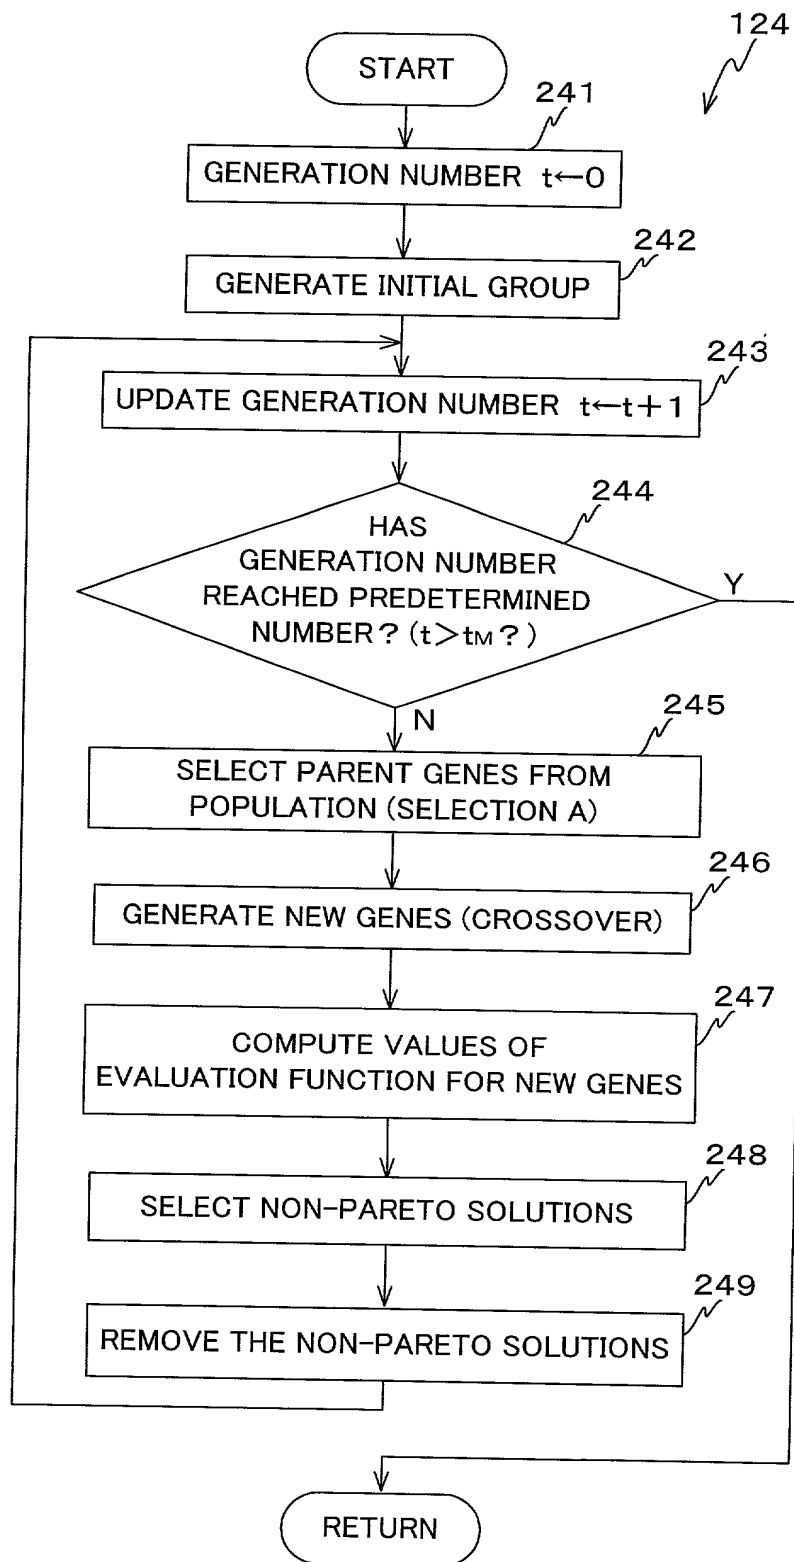 124
START
241
GENERATION NUMBER t←0
242
GENERATE INITIAL GROUP
243
UPDATE GENERATION NUMBER t←t+1
244
HAS
GENERATION NUMBER
REACHED PREDETERMINED
NUMBER? (t>tM?)
Y
N
245
SELECT PARENT GENES FROM
POPULATION (SELECTION A)
246
GENERATE NEW GENES (CROSSOVER)
247
COMPUTE VALUES OF
EVALUATION FUNCTION FOR NEW GENES
248
SELECT NON-PARETO SOLUTIONS
249
REMOVE THE NON-PARETO SOLUTIONS
RETURN